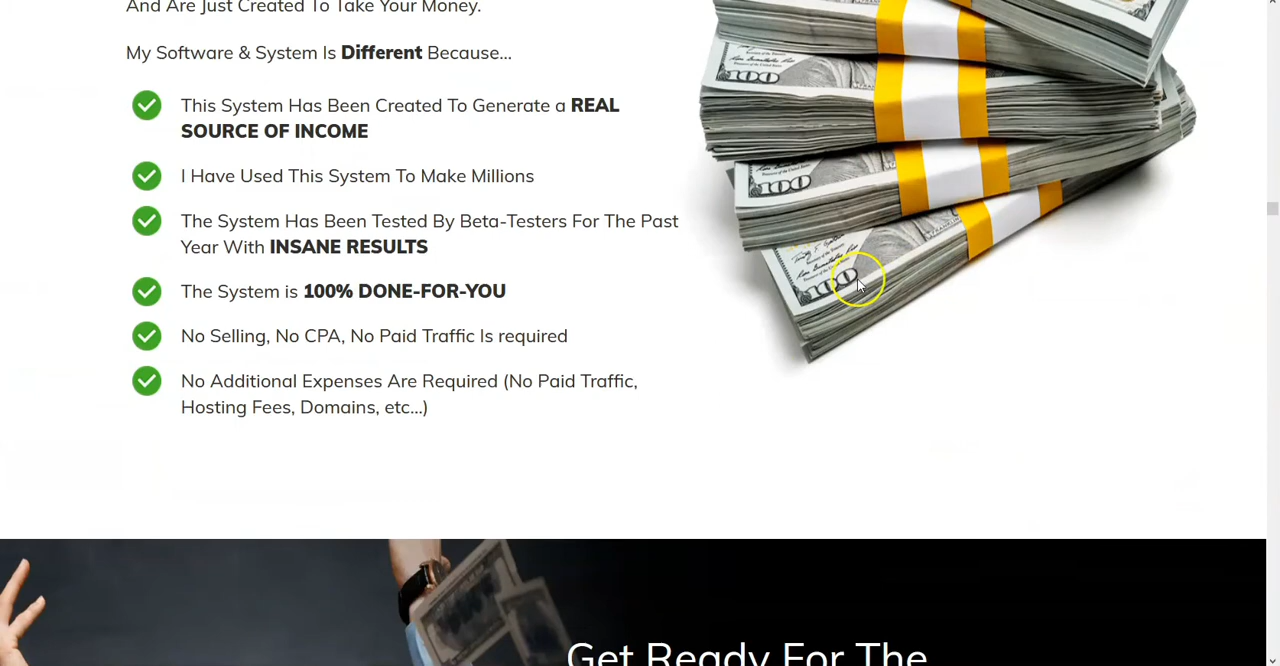 And Are Just Created To Take Your Money.
My Software & System Is Different Because...
This System Has Been Created To Generate a REAL
SOURCE OF INCOME
I Have Used This System To Make Millions
The System Has Been Tested By Beta-Testers For The Past
Year With INSANE RESULTS
The System is 100% DONE-FOR-YOU
No Selling, No CPA, No Paid Traffic Is required
No Additional Expenses Are Required (No Paid Traffic,
Hosting Fees, Domains, etc...)
100
100
100
100
Get Ready For The